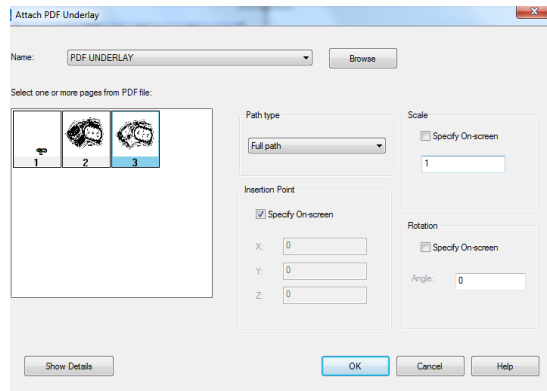 Attach PDF Underlay
Name: PDF UNDERLAY Browse
Select one or more pages from PDF file:
1 2 3
Path type
Full path
Insertion Point
Specify On-screen
X: 0
Y: 0
Z: 0
Scale
Specify On-screen
1
Rotation
Specify On-screen
Angle: 0
Show Details OK Cancel Help